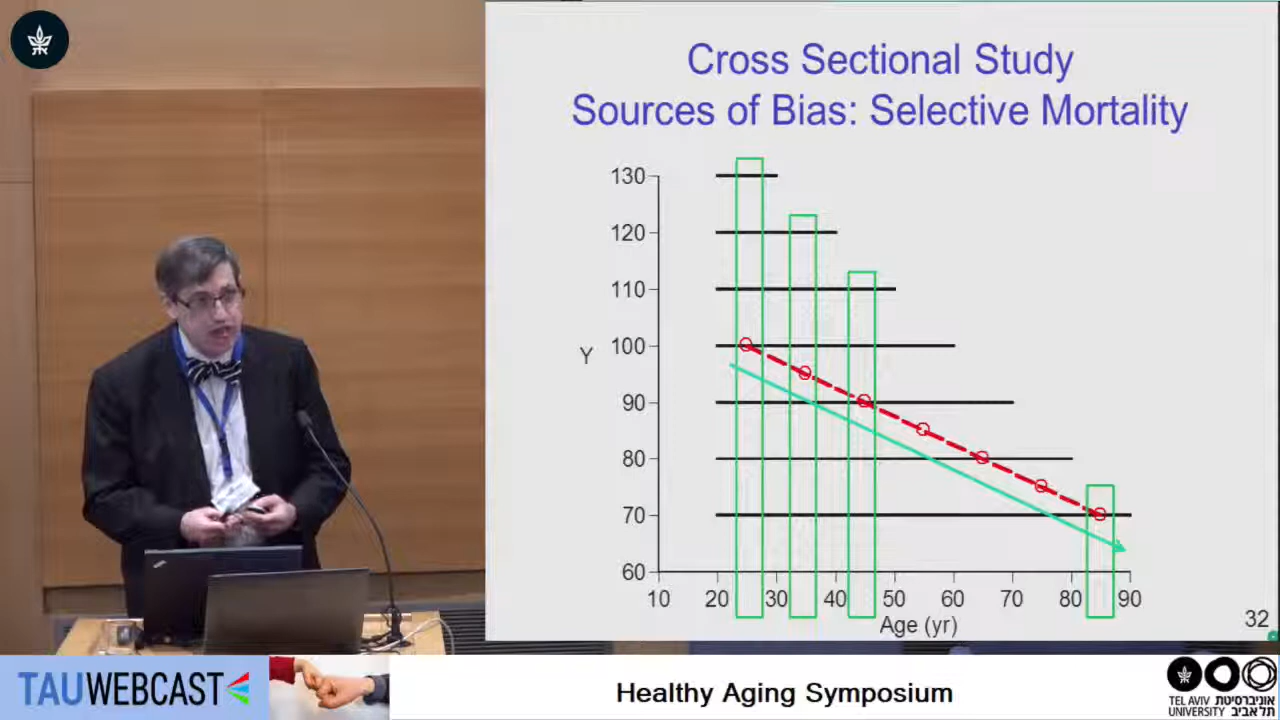 Cross Sectional Study
Sources of Bias: Selective Mortality
130
120
110
Y
100
90
80
70
60
10 20 30 40 50 60 70 80 90
Age (yr)
32
TAUWEBCAST
Healthy Aging Symposium
TEL AVIV אוניברסיטת
UNIVERSITY תל אביב